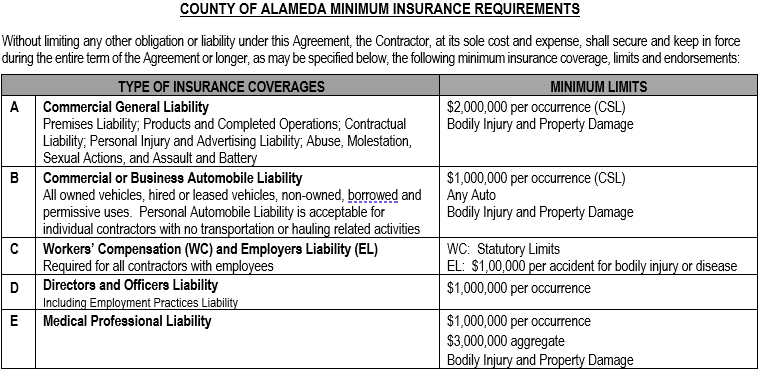 COUNTY OF ALAMEDA MINIMUM INSURANCE REQUIREMENTS
Without limiting any other obligation or liability under this Agreement, the Contractor, at its sole cost and expense, shall secure and keep in force
during the entire term of the Agreement or longer, as may be specified below, the following minimum insurance coverage, limits and endorsements:
TYPE OF INSURANCE COVERAGES MINIMUM LIMITS
A Commercial General Liability $2,000,000 per occurrence (CSL)
Premises Liability; Products and Completed Operations; Contractual Bodily Injury and Property Damage
Liability; Personal Injury and Advertising Liability; Abuse, Molestation,
Sexual Actions, and Assault and Battery
B Commercial or Business Automobile Liability $1,000,000 per occurrence (CSL)
All owned vehicles, hired or leased vehicles, non-owned, borrowed and Any Auto
permissive uses. Personal Automobile Liability is acceptable for Bodily Injury and Property Damage
individual contractors with no transportation or hauling related activities
C Workers' Compensation (WC) and Employers Liability (EL) WC: Statutory Limits
Required for all contractors with employees EL: $1,00,000 per accident for bodily injury or disease
D Directors and Officers Liability $1,000,000 per occurrence
Including Employment Practices Liability
E Medical Professional Liability $1,000,000 per occurrence
$3,000,000 aggregate
Bodily Injury and Property Damage